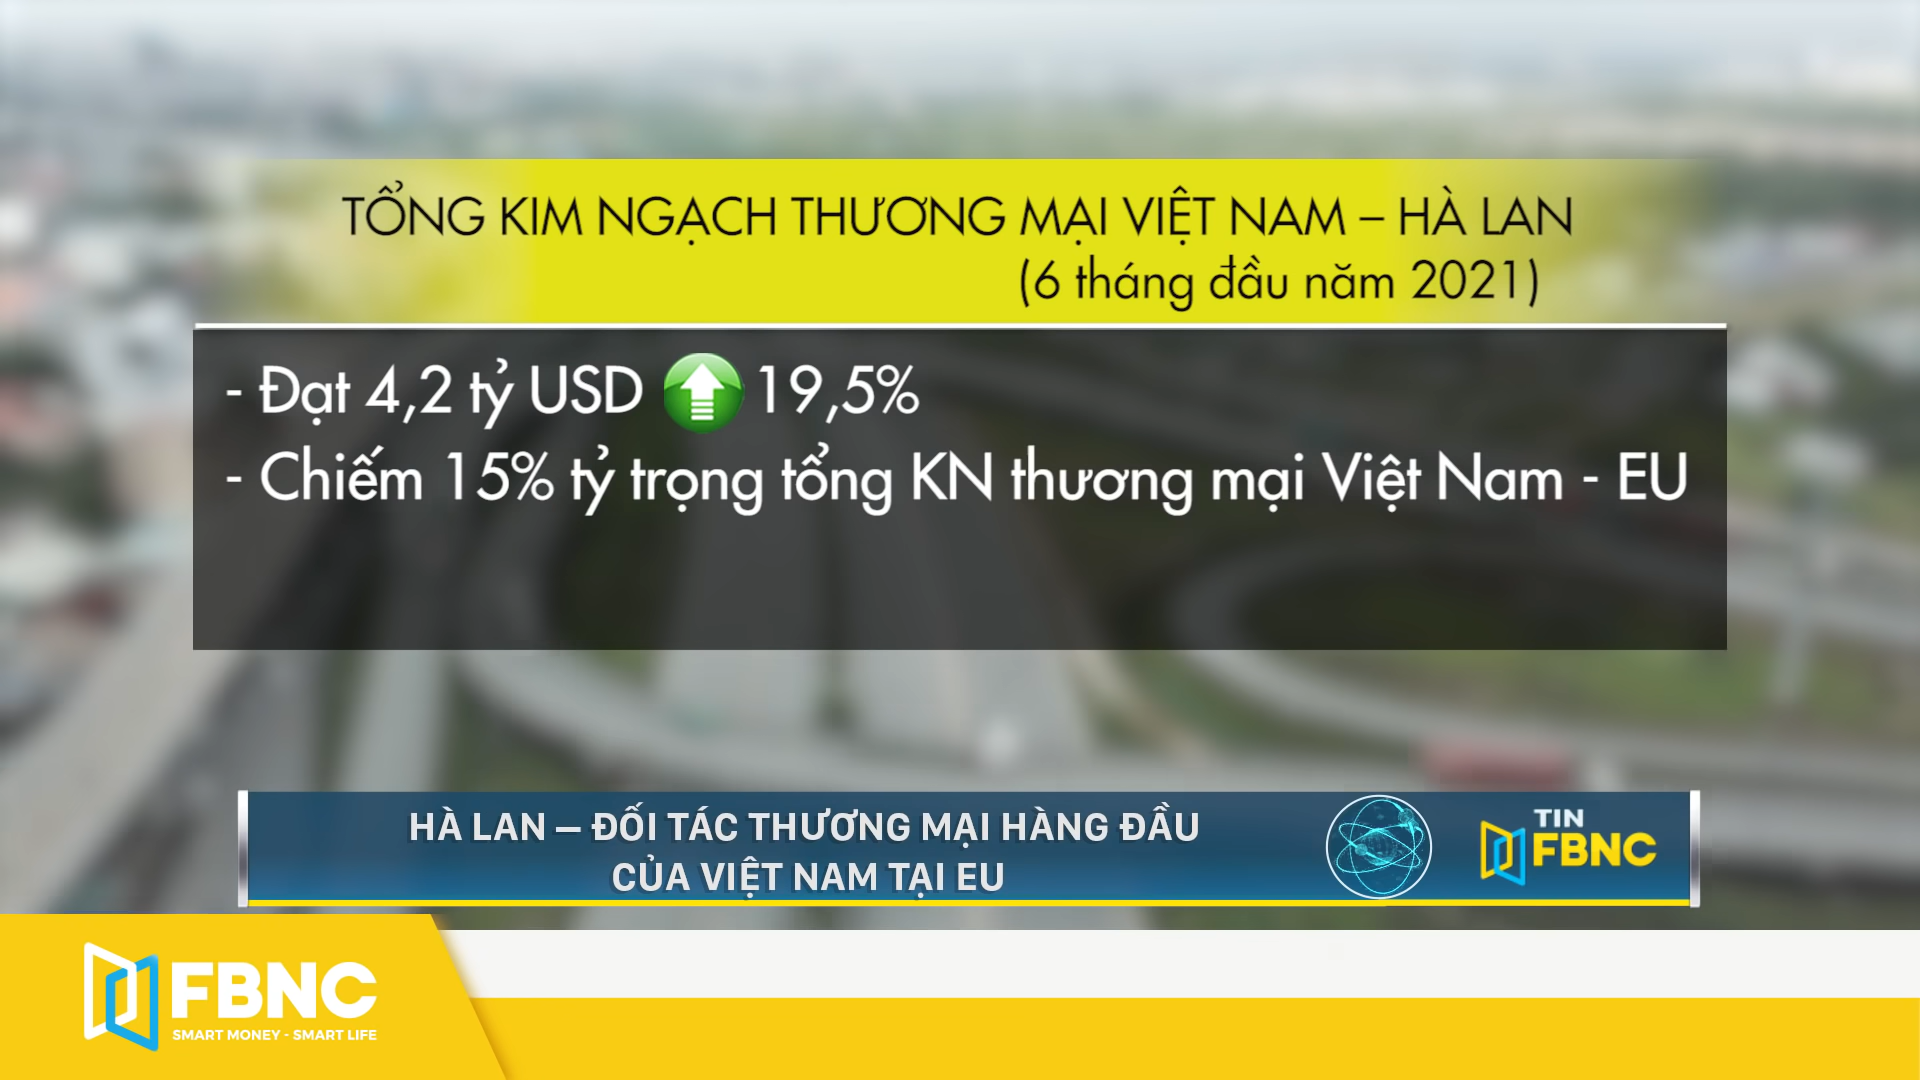 TỔNG KIM NGẠCH THƯƠNG MẠI VIỆT NAM – HÀ LAN
(6 tháng đầu năm 2021)
- Đạt 4,2 tỷ USD 19,5%
- Chiếm 15% tỷ trọng tổng KN thương mại Việt Nam - EU
HÀ LAN – ĐỐI TÁC THƯƠNG MẠI HÀNG ĐẦU
CỦA VIỆT NAM TẠI EU
TIN
FBNC
FBNC
SMART MONEY - SMART LIFE